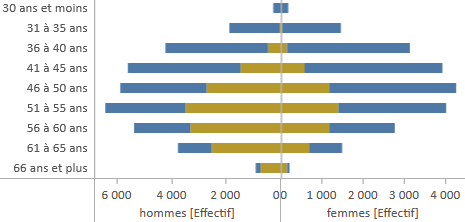 30 ans et moins
31 à 35 ans
36 à 40 ans
41 à 45 ans
46 à 50 ans
51 à 55 ans
56 à 60 ans
61 à 65 ans
66 ans et plus
6 000 4 000 2 000 0 0 1 000 2 000 3 000 4 000
hommes [Effectif] femmes [Effectif]